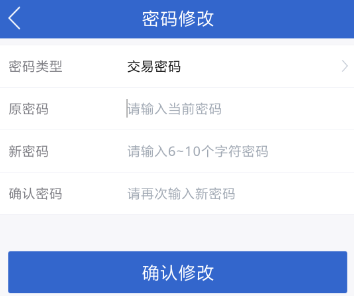 密码修改
密码类型 交易密码
原密码 请输入当前密码
新密码 请输入6~10个字符密码
确认密码 请再次输入新密码
确认修改